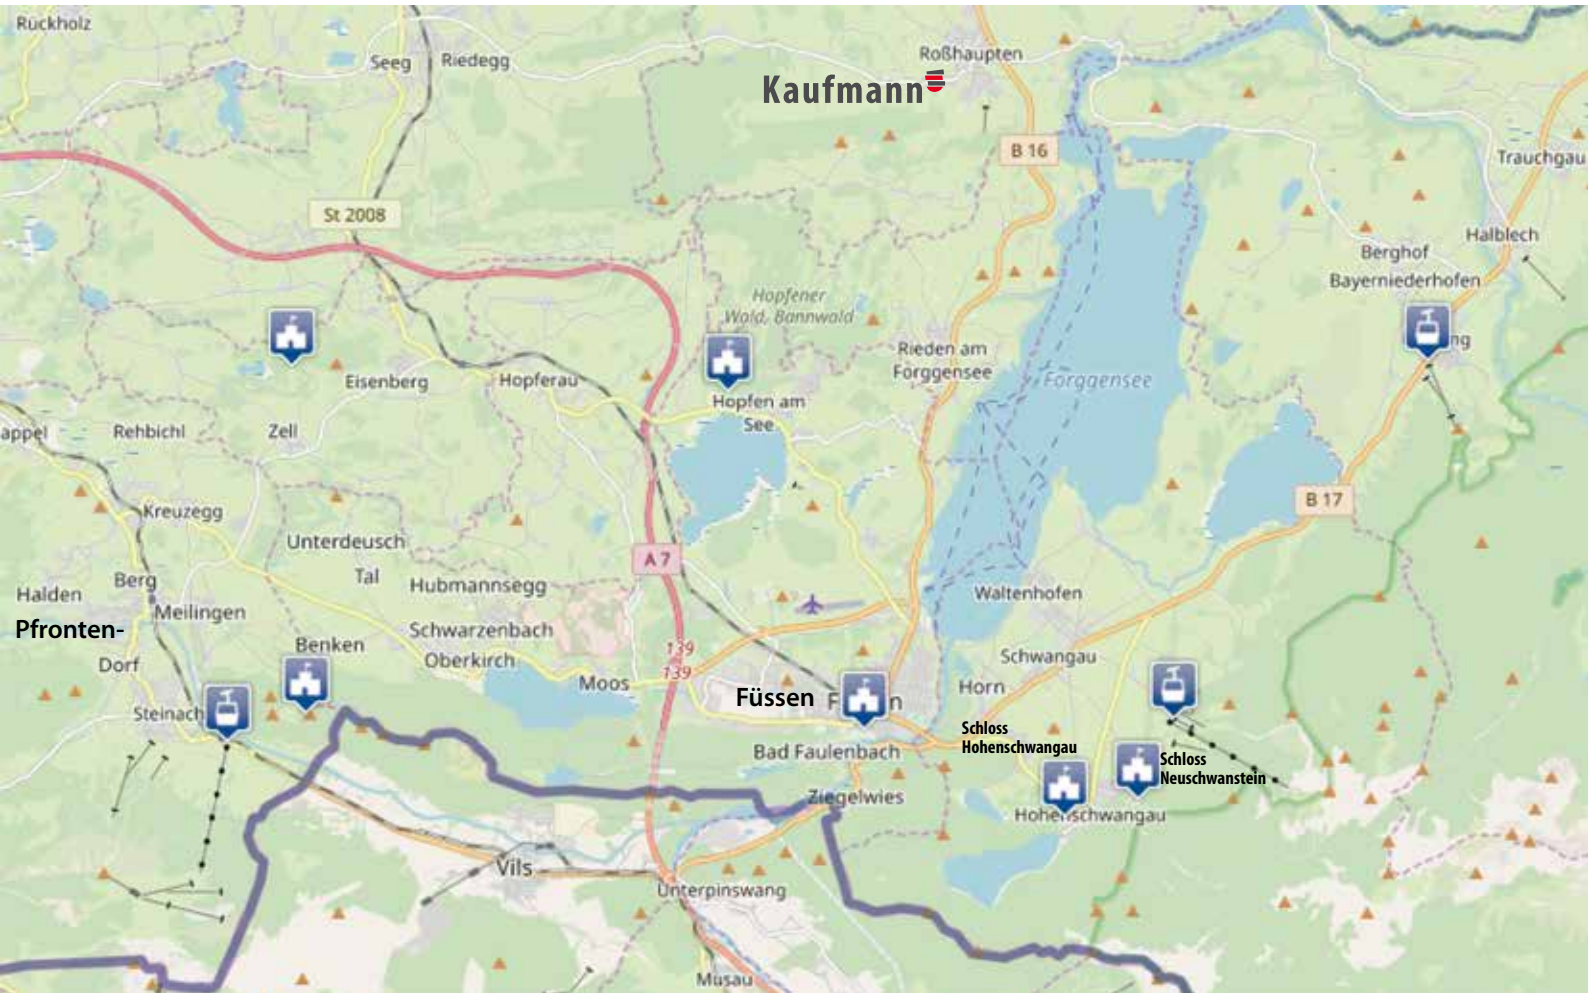 Rückholz
Seeg
Riedegg
Roßhaupten
Kaufmann
B 16
Trauchgau
St 2008
Halblech
Berghof
Bayerniederhofen
Hopfener
Wald, Bannwald
ng
Rieden am
Forggensee
Forggensee
Eisenberg
Hopferau
Hopfen am
See
appel
Rehbichl
Zell
B 17
Kreuzegg
Unterdeusch
Tal
A 7
Hubmannsegg
Halden
Berg
Meilingen
Waltenhofen
Pfronten-
Benken
Schwarzenbach
Oberkirch
139
139
Dorf
Schwangau
Moos
Horn
Füssen
F
n
Steinach
Schloss
Hohenschwangau
Bad Faulenbach
Schloss
Neuschwanstein
Ziegelwies
Hohenschwangau
Vils
Unterpinswang
Musau